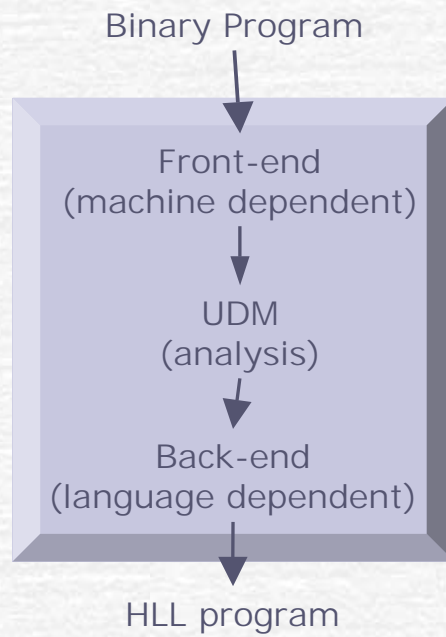 Binary Program
Front-end
(machine dependent)
UDM
(analysis)
Back-end
(language dependent)
HLL program